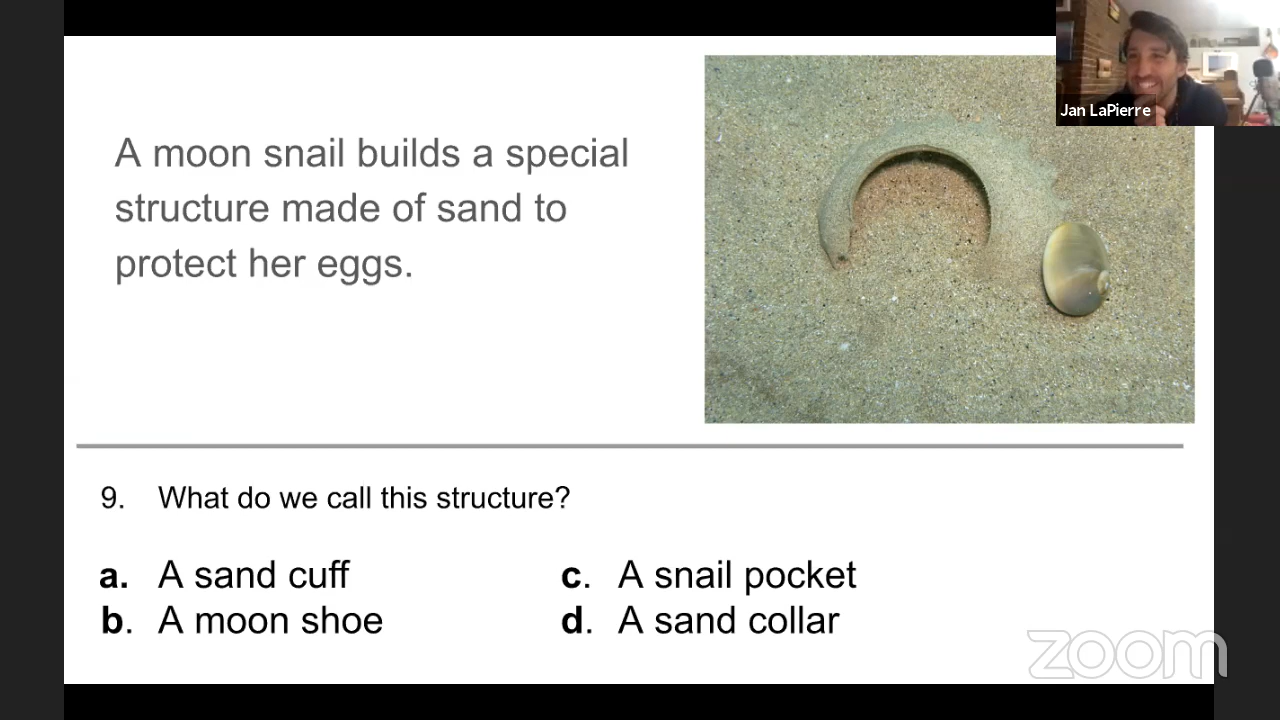 Jan LaPierre
A moon snail builds a special
structure made of sand to
protect her eggs.
9. What do we call this structure?
a. A sand cuff
b. A moon shoe
c. A snail pocket
d. A sand collar
zoom